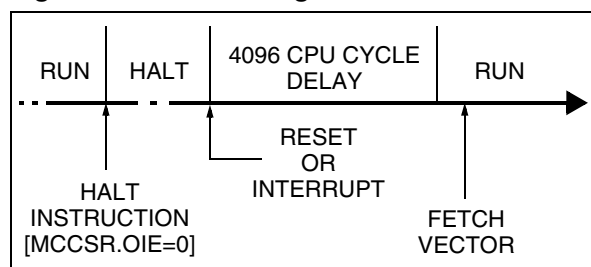 RUN
HALT
4096 CPU CYCLE
DELAY
RUN
RESET
OR
INTERRUPT
HALT
INSTRUCTION
[MCCSR.OIE=0]
FETCH
VECTOR